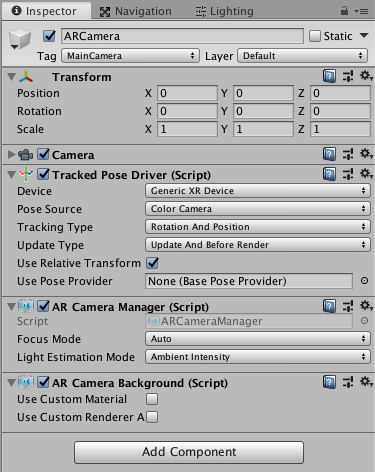 Inspector Navigation Lighting
ARCamera Static
Tag MainCamera Layer Default
Transform
Position X 0 Y 0 Z 0
Rotation X 0 Y 0 Z 0
Scale X 1 Y 1 Z 1
Camera
Tracked Pose Driver (Script)
Device Generic XR Device
Pose Source Color Camera
Tracking Type Rotation And Position
Update Type Update And Before Render
Use Relative Transform
Use Pose Provider None (Base Pose Provider)
AR Camera Manager (Script)
Script ARCameraManager
Focus Mode Auto
Light Estimation Mode Ambient Intensity
AR Camera Background (Script)
Use Custom Material
Use Custom Renderer A
Add Component